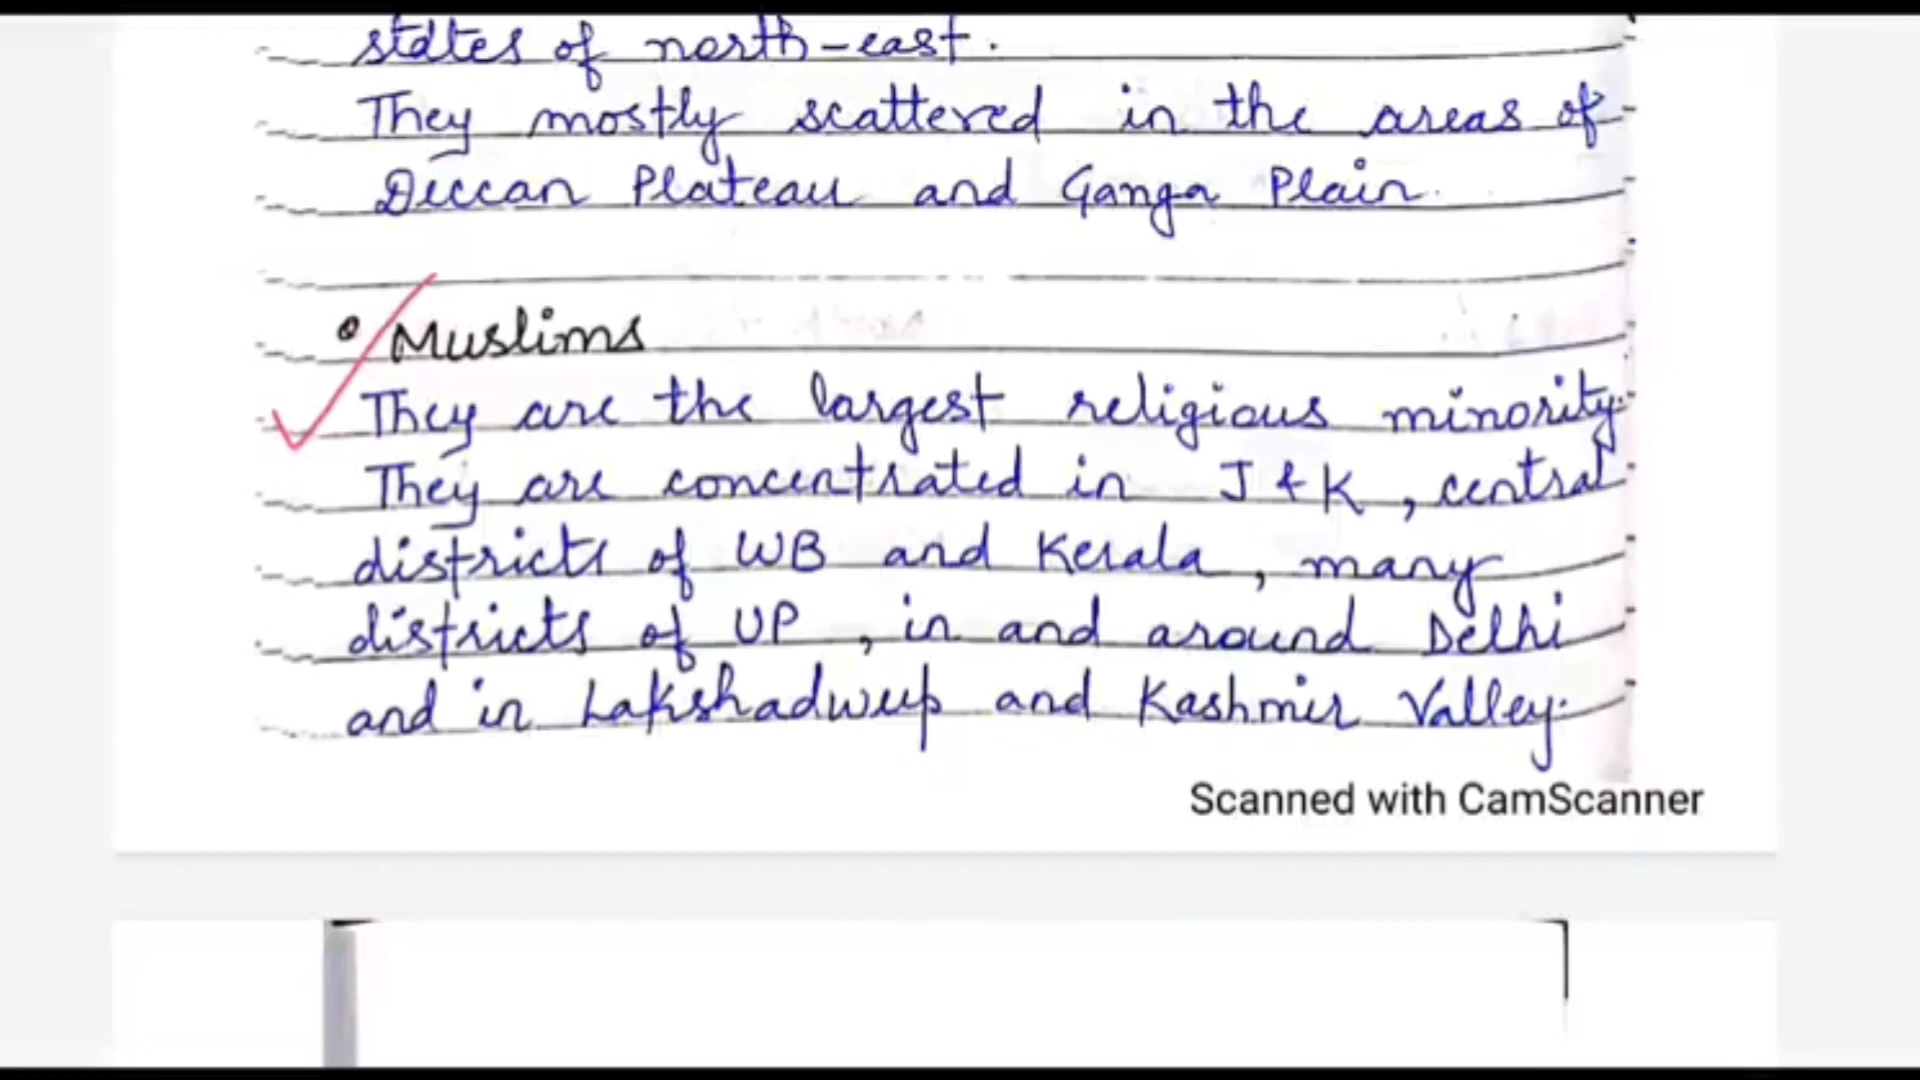 states of north-east.
They mostly scattered in the areas of
Deccan Plateau and Ganga Plain.
• Muslims
They are the largest religious minority.
They are concentrated in J & K, central
districts of WB and Kerala, many
districts of UP, in and around Delhi
and in Lakshadweep and Kashmir Valley.
Scanned with CamScanner